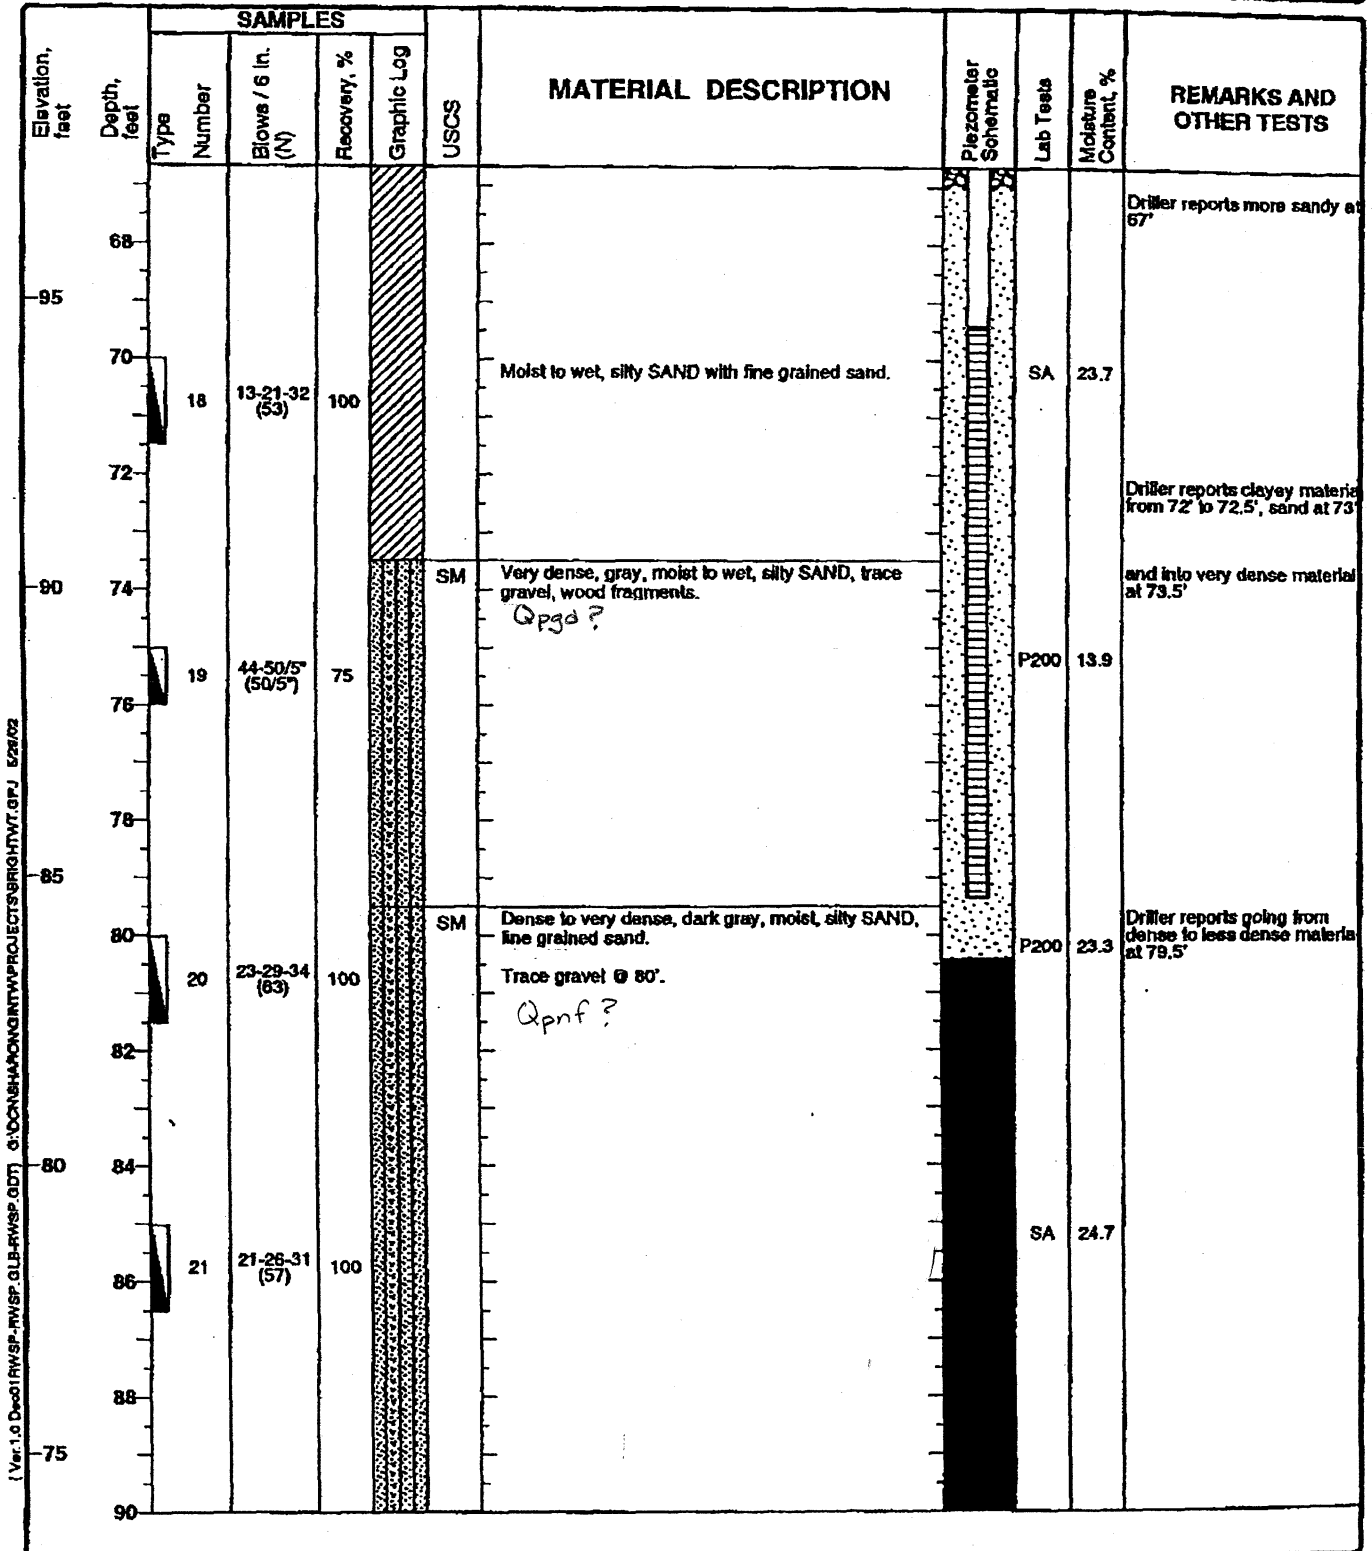 SAMPLES
Elevation, feet
Depth, feet
Type
Number
Blows / 6 In. (N)
Recovery, %
Graphic Log
USCS
MATERIAL DESCRIPTION
Piezometer Schematic
Lab Tests
Moisture Content, %
REMARKS AND
OTHER TESTS
Driller reports more sandy at
67'
68
95
70
Moist to wet, silty SAND with fine grained sand.
SA 23.7
18 13-21-32 100
(53)
72
Driller reports clayey materia
from 72' to 72.5', sand at 73'
90
74
SM Very dense, gray, moist to wet, silty SAND, trace
gravel, wood fragments.
and into very dense material
at 73.5'
Qpgd ?
P200 13.9
19 44-50/5" 75
(50/5")
76
78
85
80
SM Dense to very dense, dark gray, moist, silty SAND,
fine grained sand.
P200 23.3
Driller reports going from
dense to less dense materia
at 79.5'
20 23-29-34 100
(63)
Trace gravel @ 80'.
Qpnf ?
82
80
84
SA 24.7
21 21-26-31 100
(57)
86
88
75
90